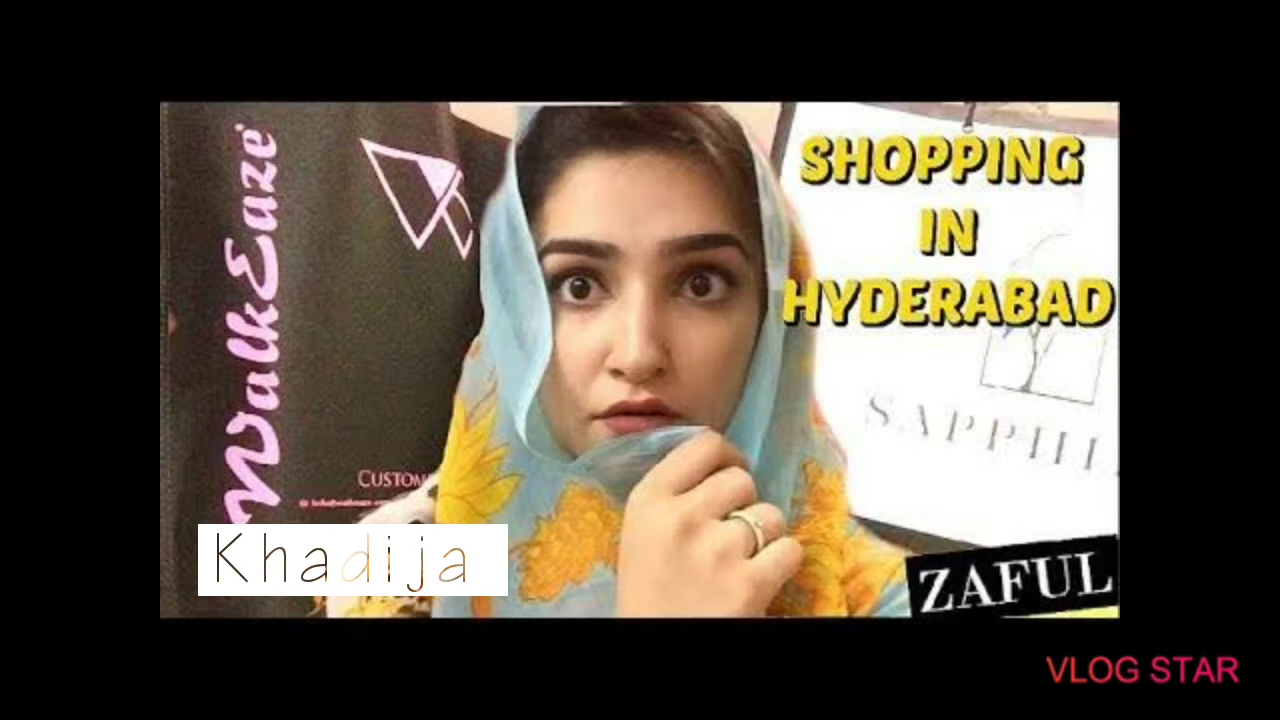 WalkEaze
SHOPPING
IN
HYDERABAD
SAPPHI
CUSTOM
Khadija
ZAFUL
VLOG STAR